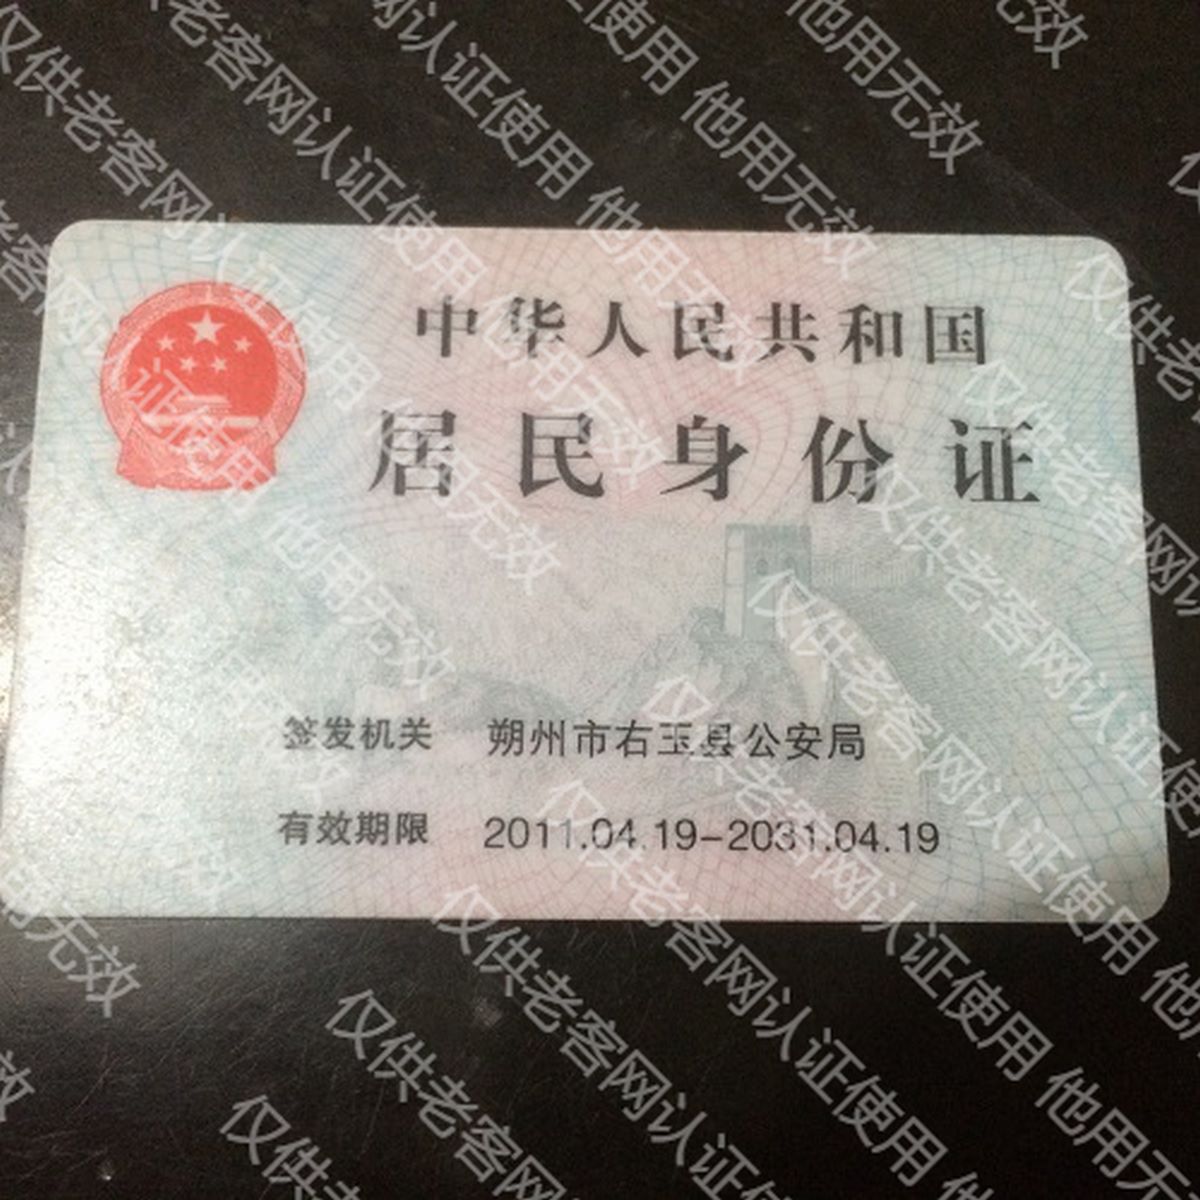 中华人民共和国
居民身份证
签发机关 朔州市右玉县公安局
有效期限 2011.04.19-2031.04.19
仅供老客网认证使用 他用无效